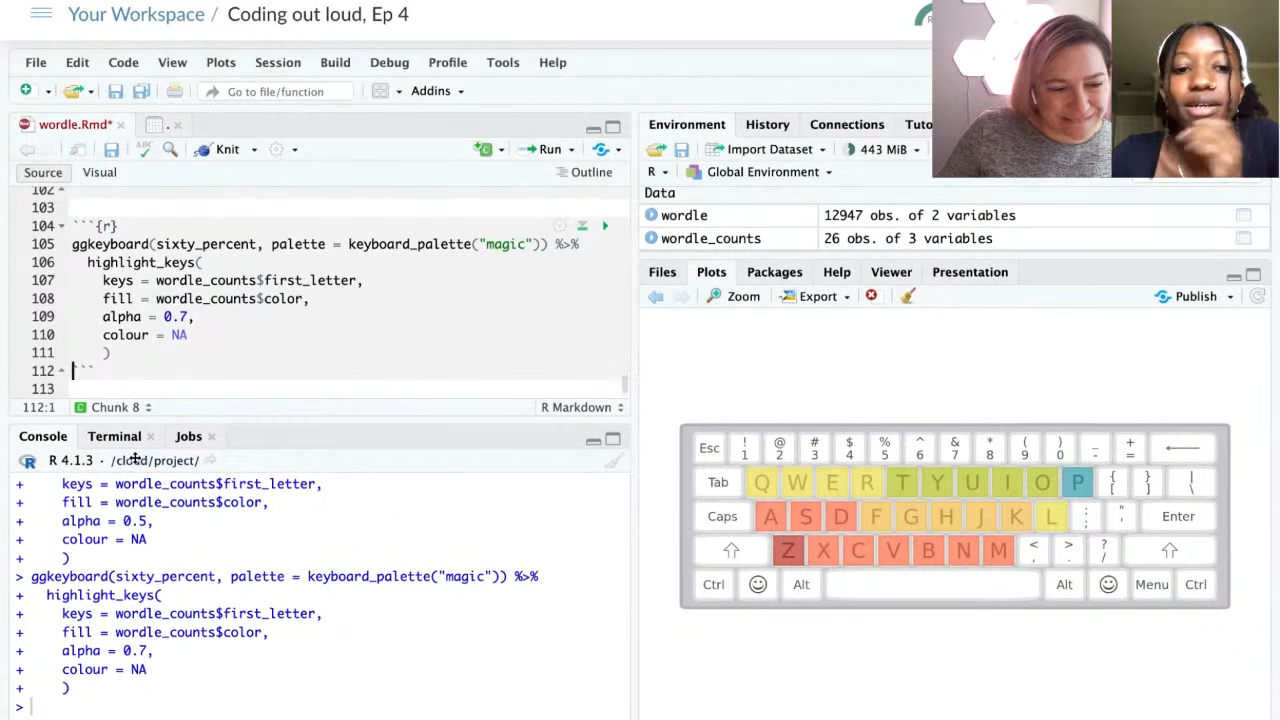 Your Workspace / Coding out loud, Ep 4
File Edit Code View Plots Session Build Debug Profile Tools Help
Go to file/function Addins
wordle.Rmd* .
Knit Run
Source Visual Outline
102
103
104 ```{r}
105 ggkeyboard(sixty_percent, palette = keyboard_palette("magic")) %>%
106 highlight_keys(
107 keys = wordle_counts$first_letter,
108 fill = wordle_counts$color,
109 alpha = 0.7,
110 colour = NA
111 )
112 ```
113
112:1 Chunk 8 R Markdown
Console Terminal Jobs
R 4.1.3 · /cloud/project/
+ keys = wordle_counts$first_letter,
+ fill = wordle_counts$color,
+ alpha = 0.5,
+ colour = NA
+ )
> ggkeyboard(sixty_percent, palette = keyboard_palette("magic")) %>%
+ highlight_keys(
+ keys = wordle_counts$first_letter,
+ fill = wordle_counts$color,
+ alpha = 0.7,
+ colour = NA
+ )
>
Environment History Connections Tuto
Import Dataset 443 MiB
R Global Environment
Data
wordle 12947 obs. of 2 variables
wordle_counts 26 obs. of 3 variables
Files Plots Packages Help Viewer Presentation
Zoom Export Publish
Esc ! 1 @ 2 # 3 $ 4 % 5 ^ 6 & 7 * 8 ( 9 ) 0 _ - + =
Tab Q W E R T Y U I O P { [ } ] | \
Caps A S D F G H J K L : ; " ' Enter
Z X C V B N M < , > . ? /
Ctrl Alt Alt Menu Ctrl